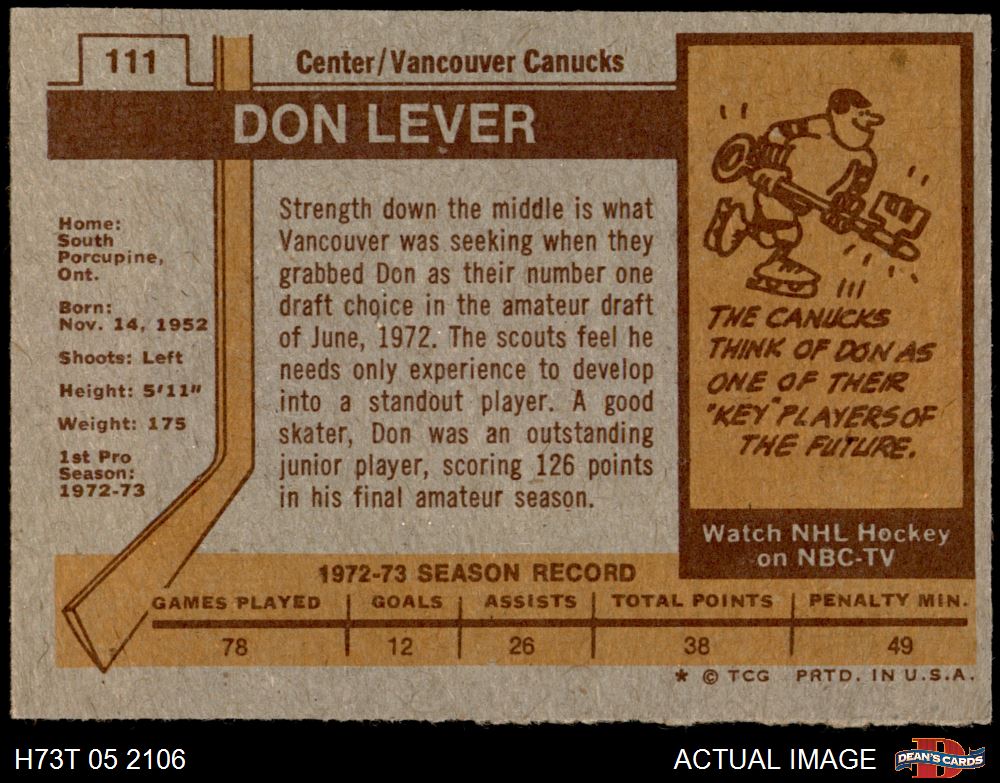 111
Center/Vancouver Canucks
DON LEVER
Home:
South
Porcupine,
Ont.
Born:
Nov. 14, 1952
Shoots: Left
Height: 5'11"
Weight: 175
1st Pro
Season:
1972-73
Strength down the middle is what
Vancouver was seeking when they
grabbed Don as their number one
draft choice in the amateur draft
of June, 1972. The scouts feel he
needs only experience to develop
into a standout player. A good
skater, Don was an outstanding
junior player, scoring 126 points
in his final amateur season.
THE CANUCKS
THINK OF DON AS
ONE OF THEIR
"KEY" PLAYERS OF
THE FUTURE.
Watch NHL Hockey
on NBC-TV
1972-73 SEASON RECORD
GAMES PLAYED GOALS ASSISTS TOTAL POINTS PENALTY MIN.
78 12 26 38 49
* © TCG PRTD. IN U.S.A.
H73T 05 2106 ACTUAL IMAGE
D
DEAN'S CARDS